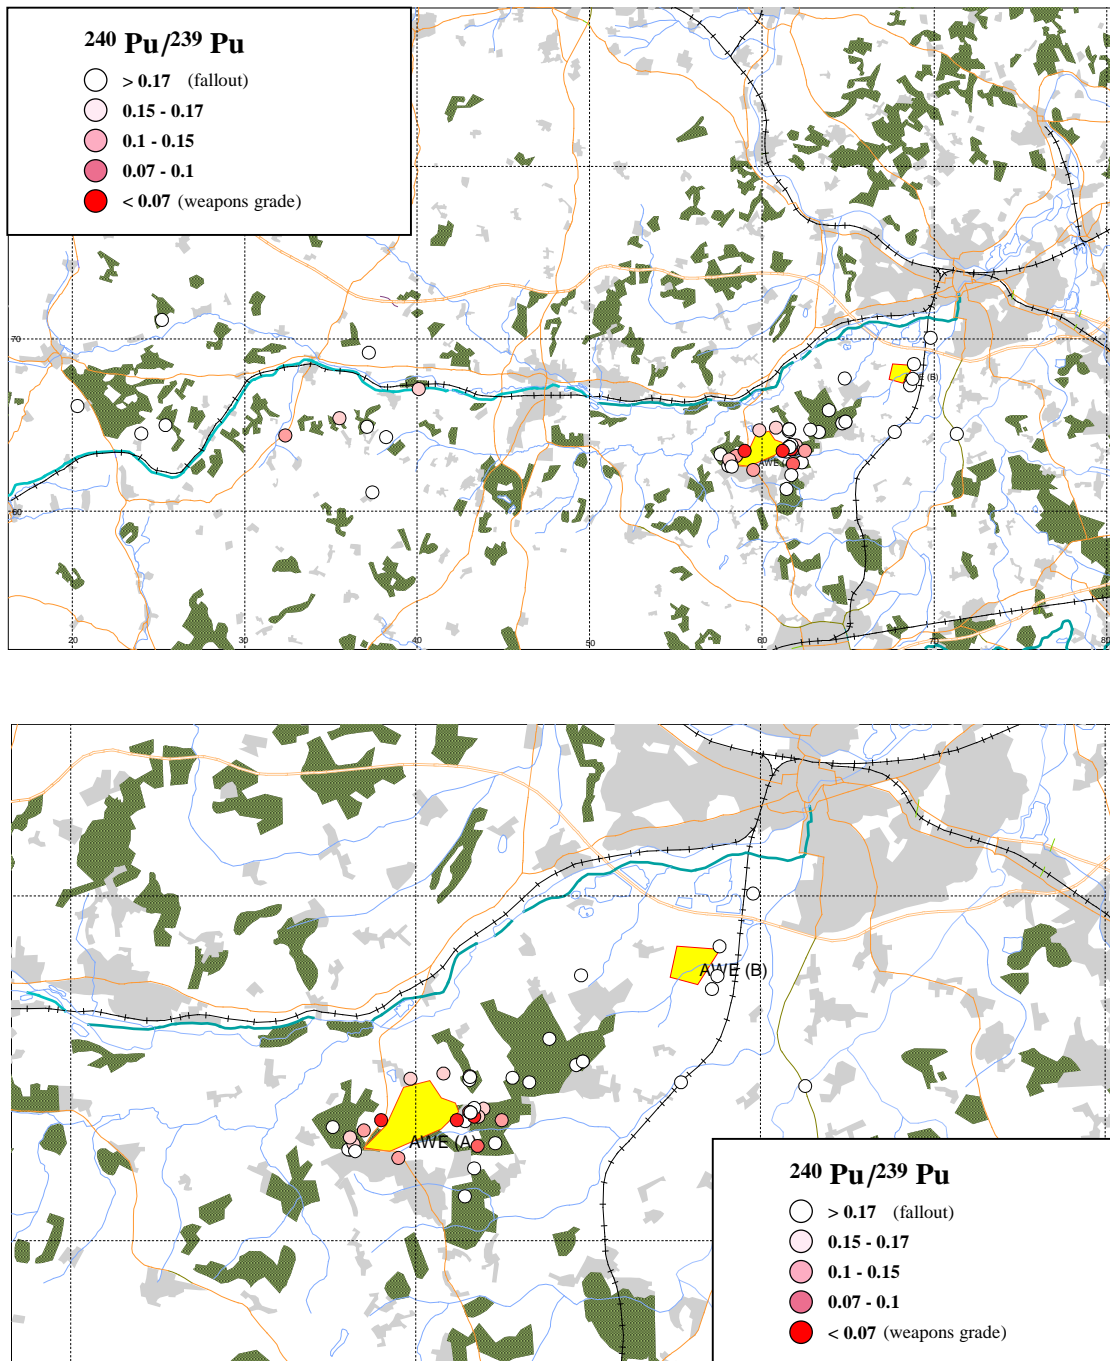 240 Pu/239 Pu
> 0.17 (fallout)
0.15 - 0.17
0.1 - 0.15
0.07 - 0.1
< 0.07 (weapons grade)
70
E (B)
AWE
60
20
30
40
50
60
70
80
AWE (B)
AWE (A)
240 Pu/239 Pu
> 0.17 (fallout)
0.15 - 0.17
0.1 - 0.15
0.07 - 0.1
< 0.07 (weapons grade)